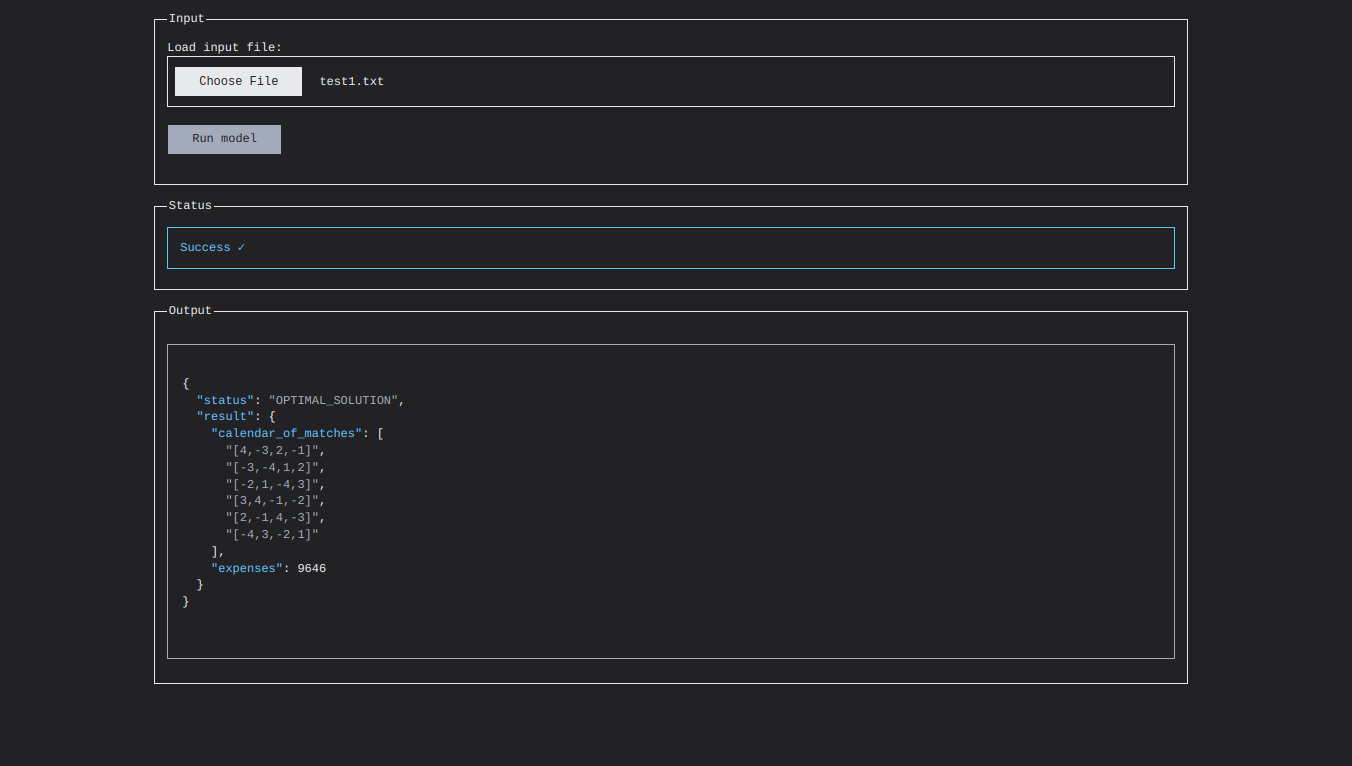 Input
Load input file:
Choose File test1.txt
Run model
Status
Success ✓
Output
{
  "status": "OPTIMAL_SOLUTION",
  "result": {
    "calendar_of_matches": [
      "[4,-3,2,-1]",
      "[-3,-4,1,2]",
      "[-2,1,-4,3]",
      "[3,4,-1,-2]",
      "[2,-1,4,-3]",
      "[-4,3,-2,1]"
    ],
    "expenses": 9646
  }
}